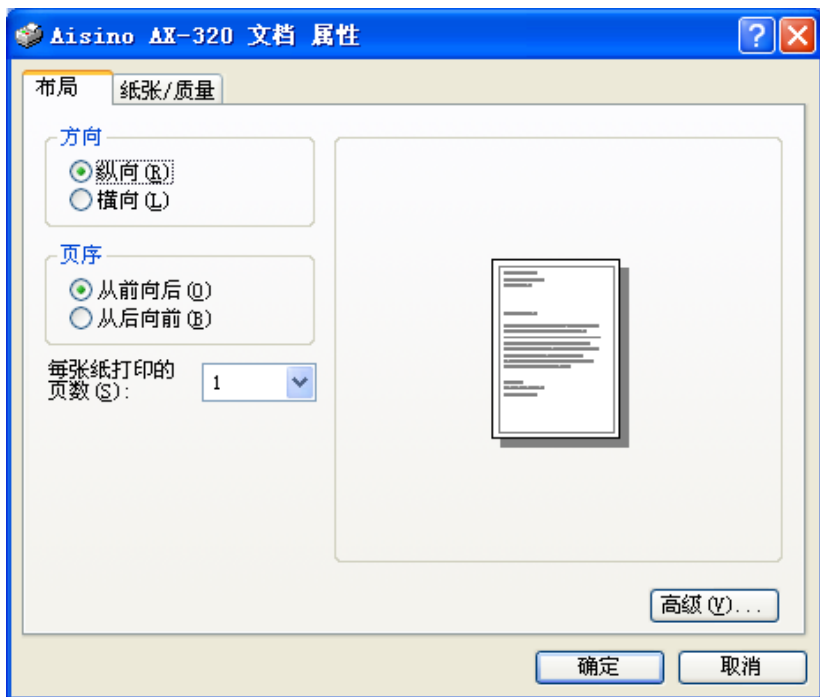 Aisino AX-320 文档 属性
布局
纸张/质量
方向
纵向(R)
横向(L)
页序
从前向后(O)
从后向前(B)
每张纸打印的
页数(S):
1
高级(V)...
确定
取消